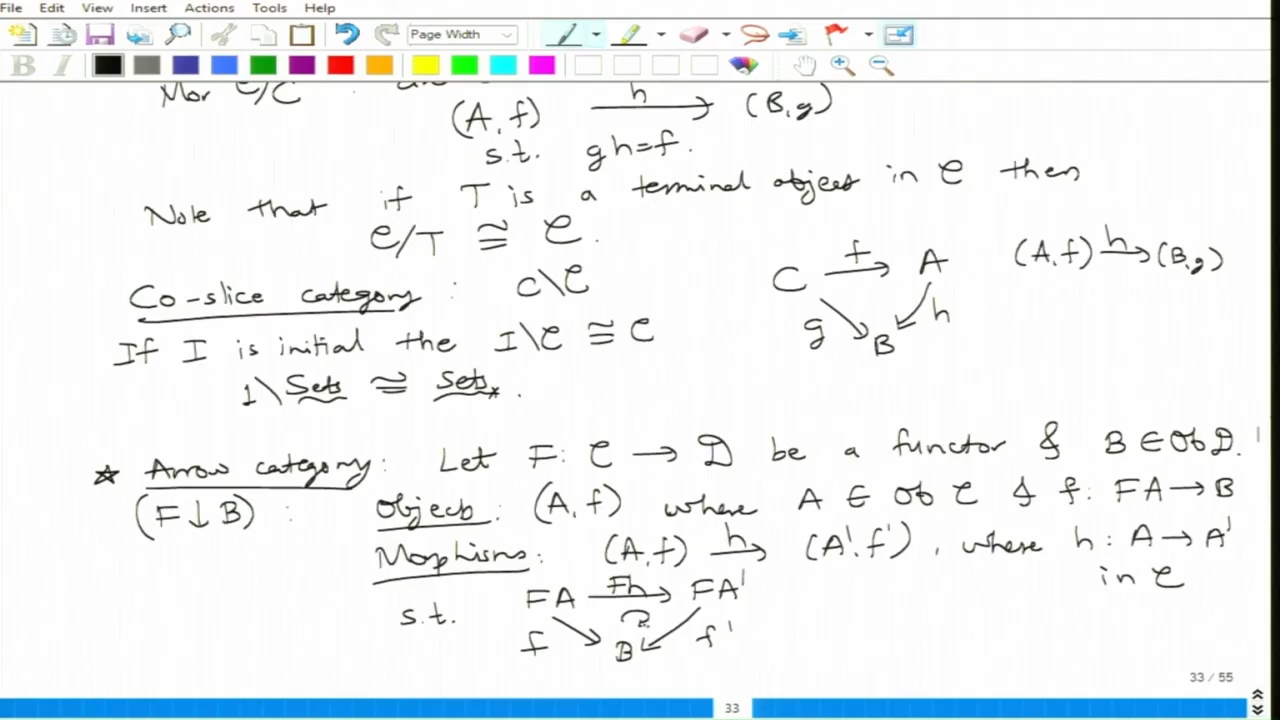 File Edit View Insert Actions Tools Help
Page Width
B I
Mor C/C :
(A, f) h→ (B, g)
s.t. gh=f.
Note that if T is a terminal object in C then
C/T ≅ C.
Co-slice category : C\C
C f→ A
g h
B
(A, f) h→ (B, g)
If I is initial the I\C ≅ C
1\Sets ≅ Sets* .
☆ Arrow category: Let F: C → D be a functor & B ∈ Ob D.
(F↓B) : Objects : (A, f) where A ∈ Ob C & f: FA → B
Morphisms : (A, f) h→ (A', f') , where h : A → A'
in C
s.t. FA Fh→ FA'
f B f'
33 / 55
33